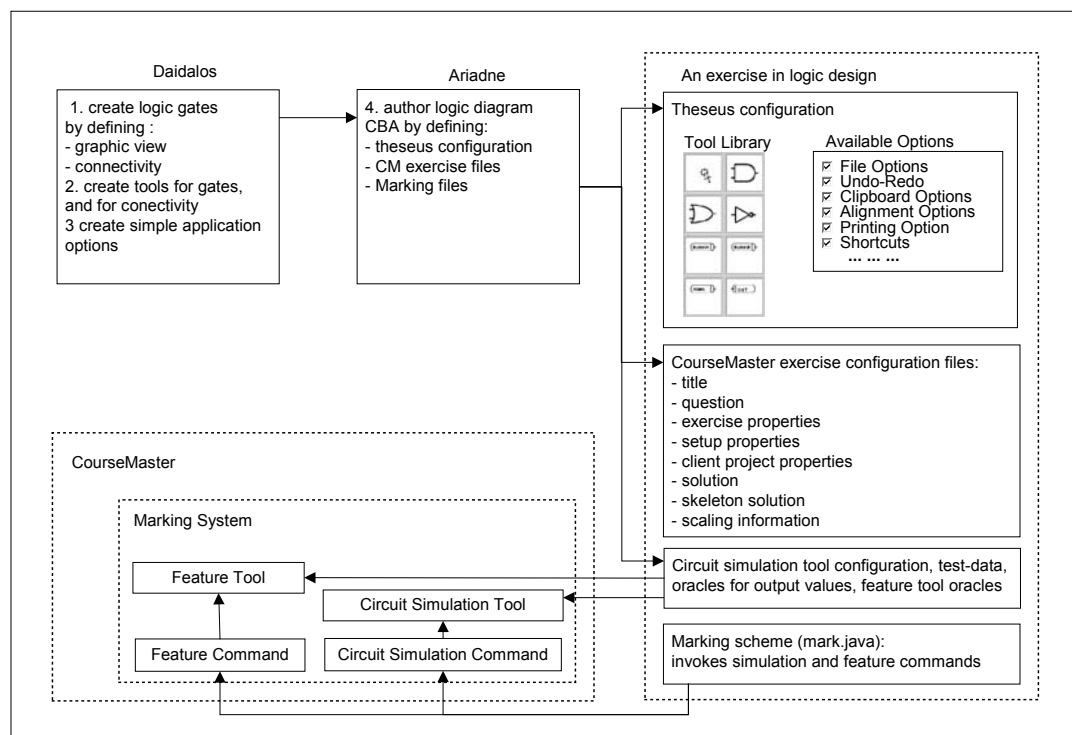 Daidalos
1. create logic gates
by defining :
- graphic view
- connectivity
2. create tools for gates,
and for conectivity
3 create simple application
options
Ariadne
4. author logic diagram
CBA by defining:
- theseus configuration
- CM exercise files
- Marking files
An exercise in logic design
Theseus configuration
Tool Library
Available Options
File Options
Undo-Redo
Clipboard Options
Alignment Options
Printing Option
Shortcuts
... ... ...
CourseMaster exercise configuration files:
- title
- question
- exercise properties
- setup properties
- client project properties
- solution
- skeleton solution
- scaling information
Circuit simulation tool configuration, test-data,
oracles for output values, feature tool oracles
Marking scheme (mark.java):
invokes simulation and feature commands
CourseMaster
Marking System
Feature Tool
Circuit Simulation Tool
Feature Command
Circuit Simulation Command